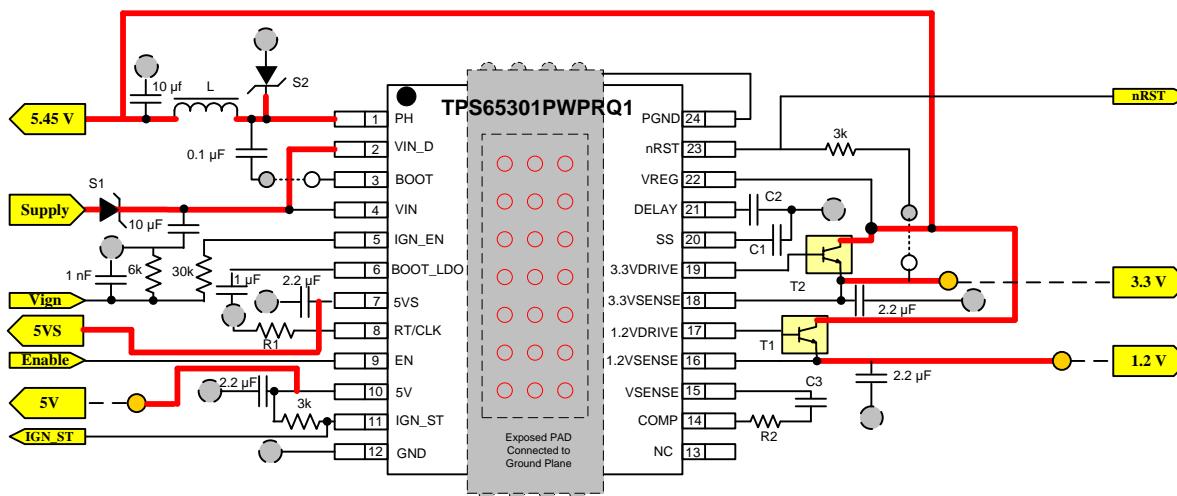 10 µf
L
S2
5.45 V
0.1 µF
S1
Supply
10 µF
6k
30k
1 nF
1 µF
2.2 µF
Vign
5VS
R1
Enable
2.2 µF
5V
3k
IGN_ST
TPS65301PWPRQ1
1 PH
2 VIN_D
3 BOOT
4 VIN
5 IGN_EN
6 BOOT_LDO
7 5VS
8 RT/CLK
9 EN
10 5V
11 IGN_ST
12 GND
Exposed PAD
Connected to
Ground Plane
PGND 24
nRST 23
VREG 22
DELAY 21
SS 20
3.3VDRIVE 19
3.3VSENSE 18
1.2VDRIVE 17
1.2VSENSE 16
VSENSE 15
COMP 14
NC 13
nRST
3k
C2
C1
T2
3.3 V
2.2 µF
T1
1.2 V
2.2 µF
C3
R2